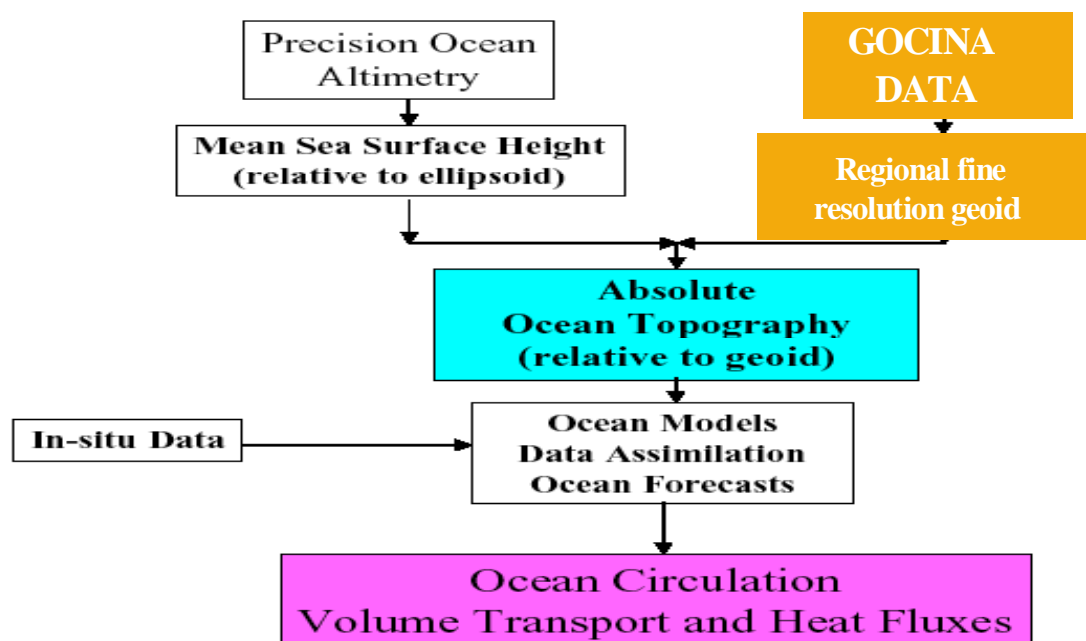 Precision Ocean
Altimetry
GOCINA
DATA
Mean Sea Surface Height
(relative to ellipsoid)
Regional fine
resolution geoid
Absolute
Ocean Topography
(relative to geoid)
In-situ Data
Ocean Models
Data Assimilation
Ocean Forecasts
Ocean Circulation
Volume Transport and Heat Fluxes